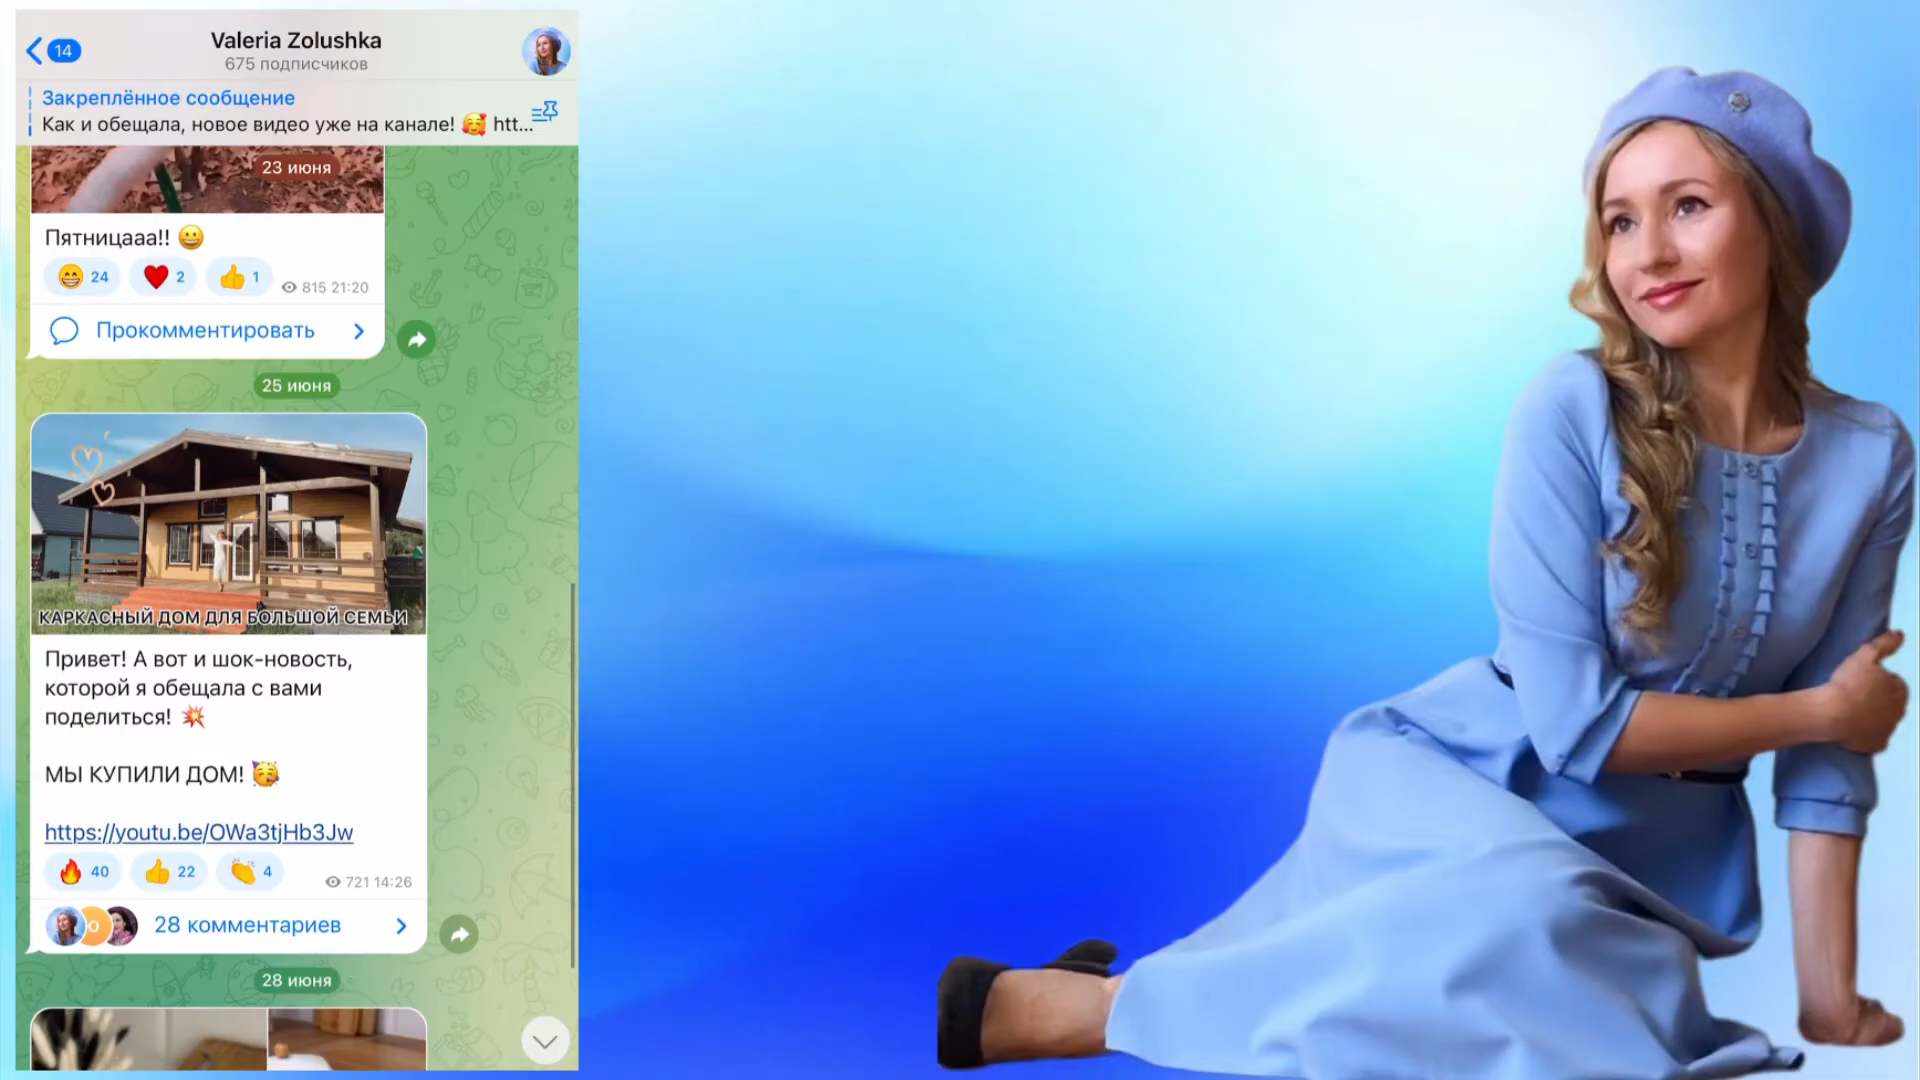 14
Valeria Zolushka
675 подписчиков
Закреплённое сообщение
Как и обещала, новое видео уже на канале! 🥰 htt...
23 июня
Пятницааа!! 😀
😁 24 ❤️ 2 👍 1 815 21:20
Прокомментировать
25 июня
КАРКАСНЫЙ ДОМ ДЛЯ БОЛЬШОЙ СЕМЬИ
Привет! А вот и шок-новость,
которой я обещала с вами
поделиться! 💥
МЫ КУПИЛИ ДОМ! 🥳
https://youtu.be/OWa3tjHb3Jw
🔥 40 👍 22 👏 4 721 14:26
О 28 комментариев
28 июня